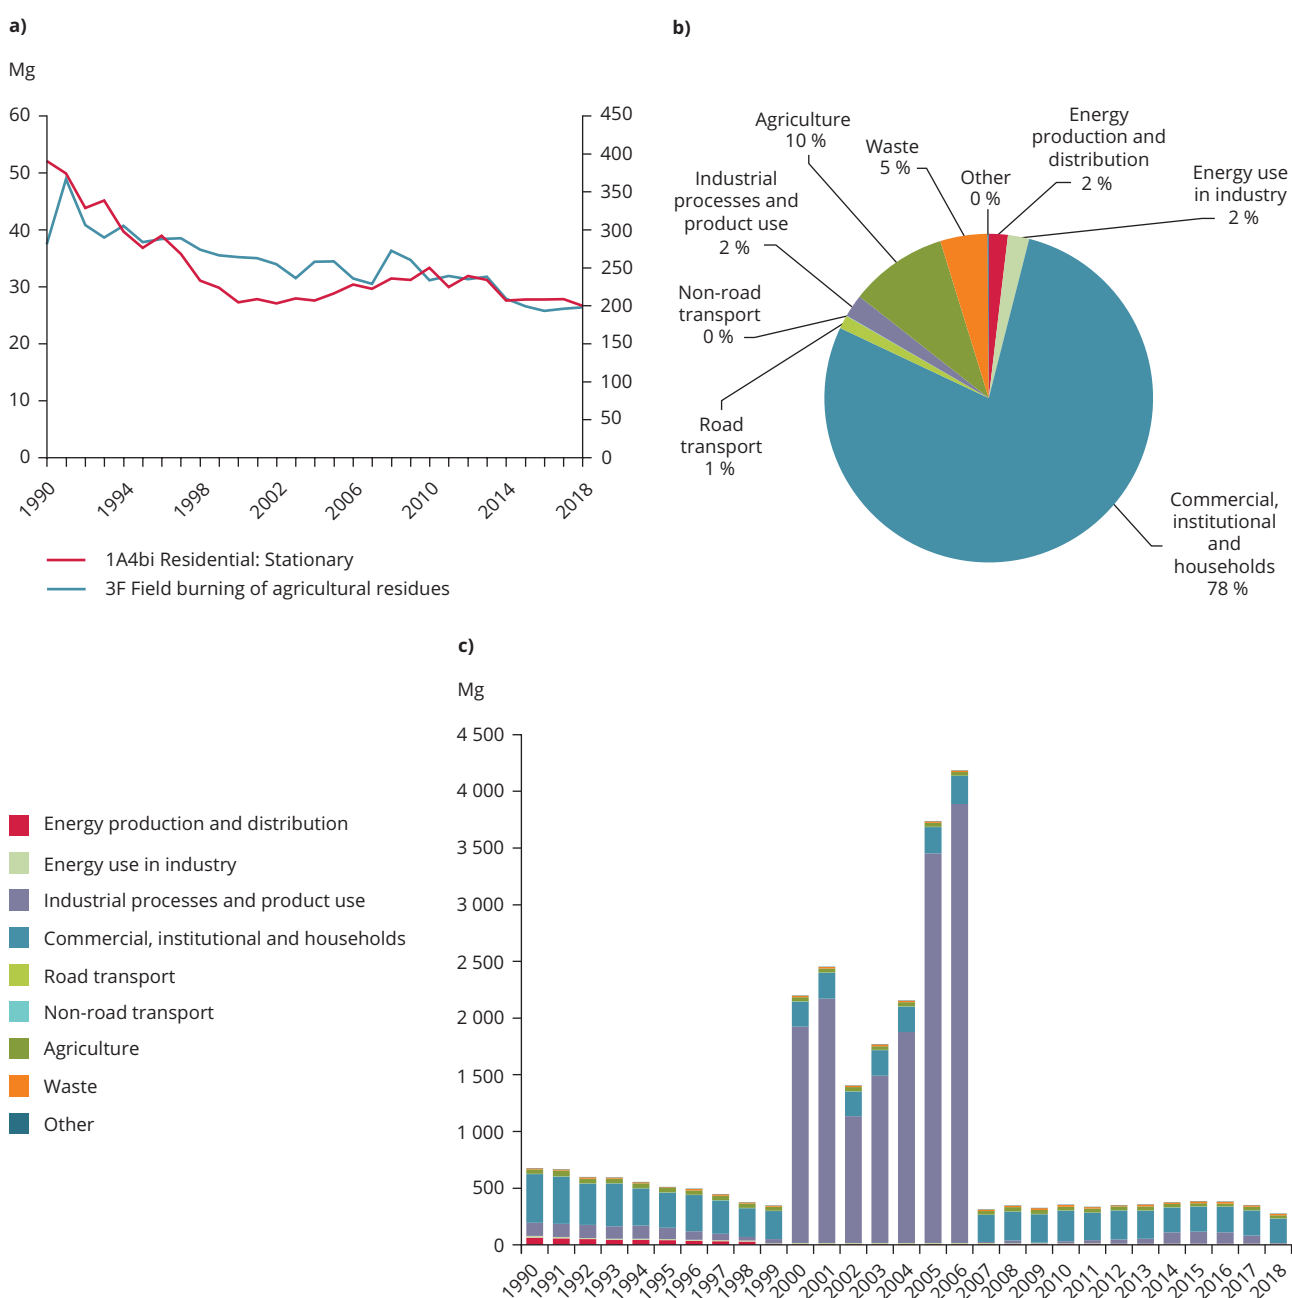 a)
Mg
60
50
40
30
20
10
0
450
400
350
300
250
200
150
100
50
0
1990
1994
1998
2002
2006
2010
2014
2018
1A4bi Residential: Stationary
3F Field burning of agricultural residues
b)
Energy
production and
distribution
2 %
Energy use
in industry
2 %
Commercial,
institutional
and
households
78 %
Road
transport
1 %
Non-road
transport
0 %
Industrial
processes and
product use
2 %
Agriculture
10 %
Waste
5 %
Other
0 %
c)
Mg
4 500
4 000
3 500
3 000
2 500
2 000
1 500
1 000
500
0
1990
1991
1992
1993
1994
1995
1996
1997
1998
1999
2000
2001
2002
2003
2004
2005
2006
2007
2008
2009
2010
2011
2012
2013
2014
2015
2016
2017
2018
Energy production and distribution
Energy use in industry
Industrial processes and product use
Commercial, institutional and households
Road transport
Non-road transport
Agriculture
Waste
Other